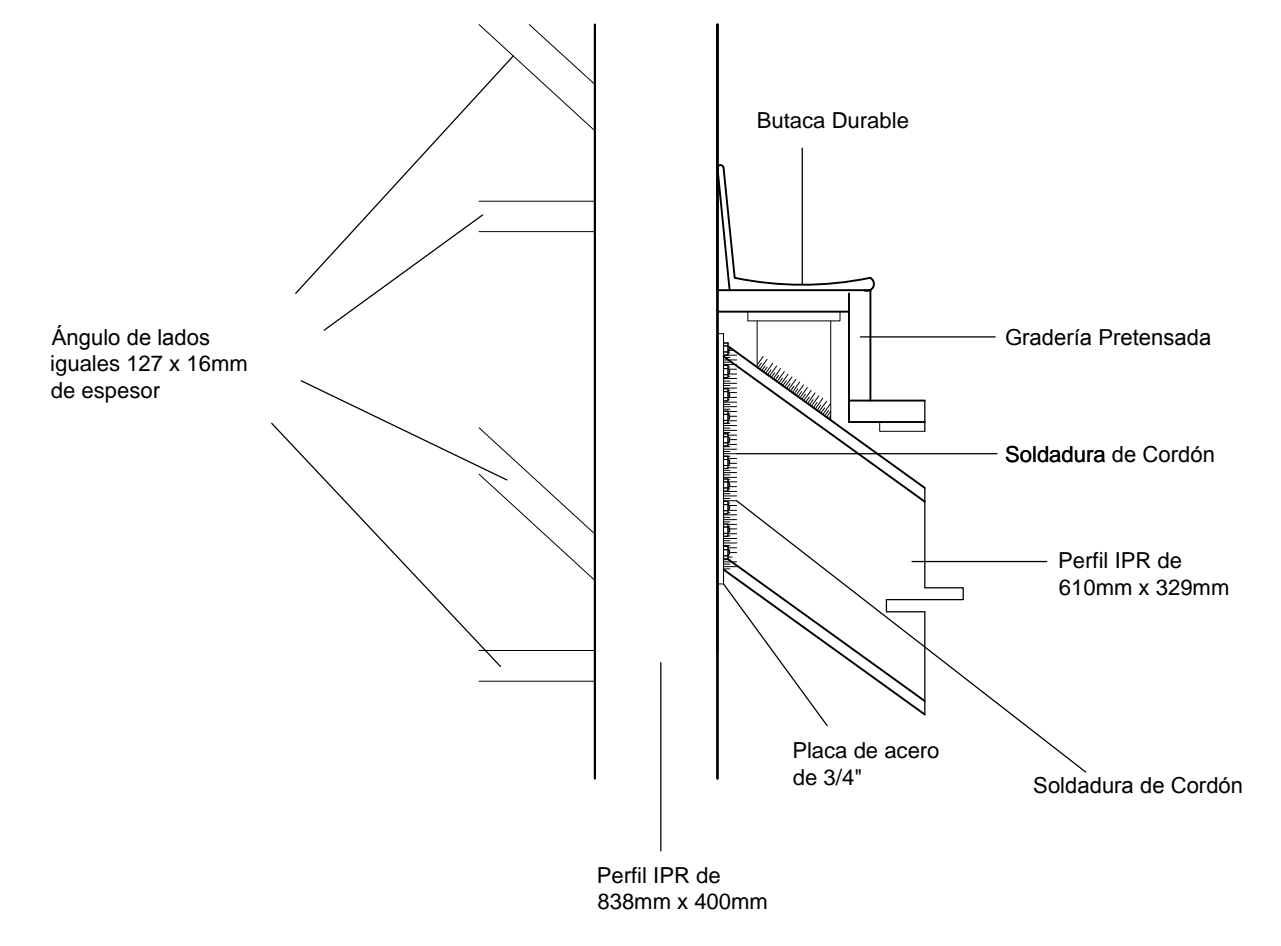 Butaca Durable
Ángulo de lados
iguales 127 x 16mm
de espesor
Gradería Pretensada
Soldadura de Cordón
Perfil IPR de
610mm x 329mm
Placa de acero
de 3/4"
Soldadura de Cordón
Perfil IPR de
838mm x 400mm